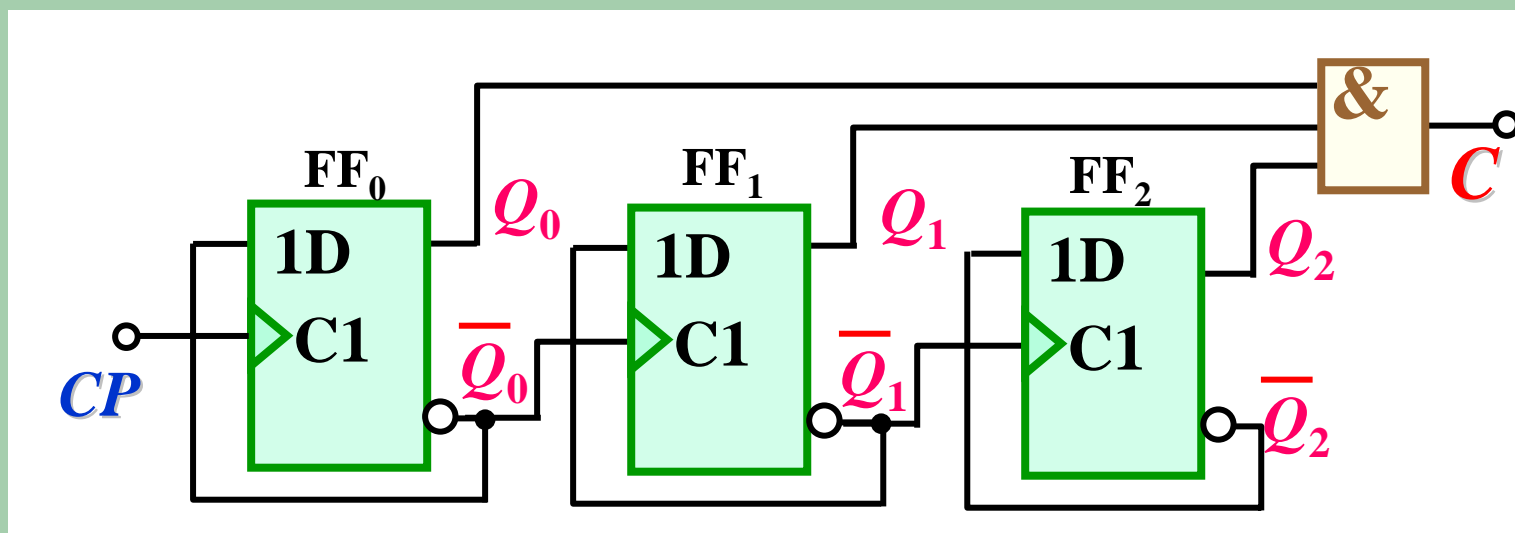 &
FF₀ FF₁ FF₂
C
Q₀ Q₁ Q₂
1D 1D 1D
C1 C1 C1
CP
Q̅₀ Q̅₁ Q̅₂